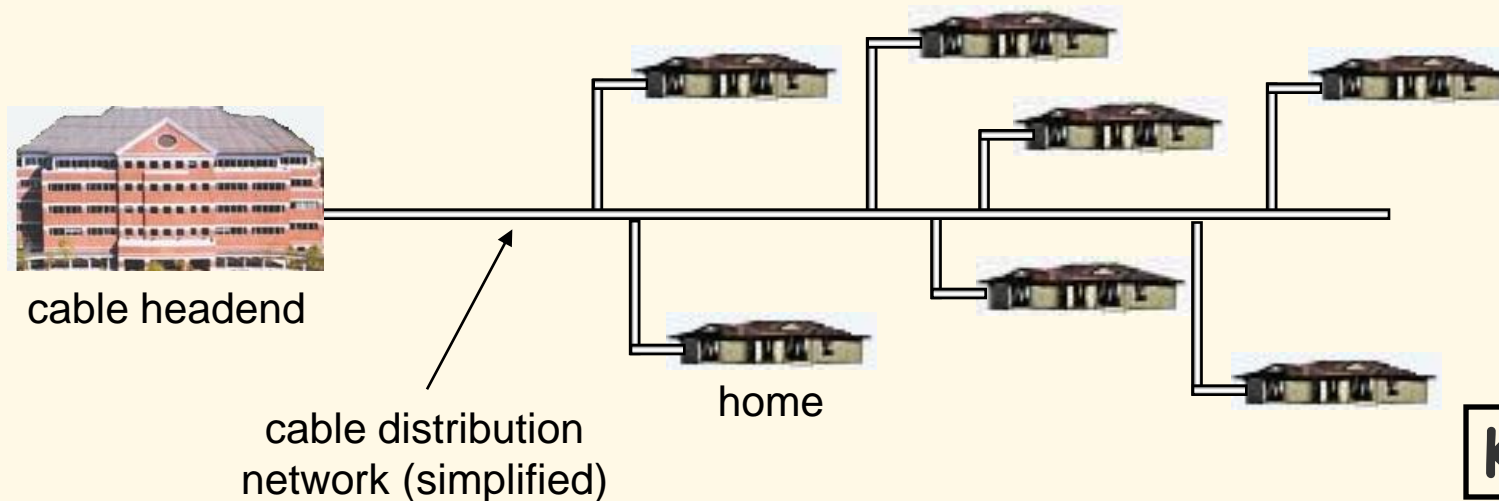 cable headend
home
cable distribution
network (simplified)